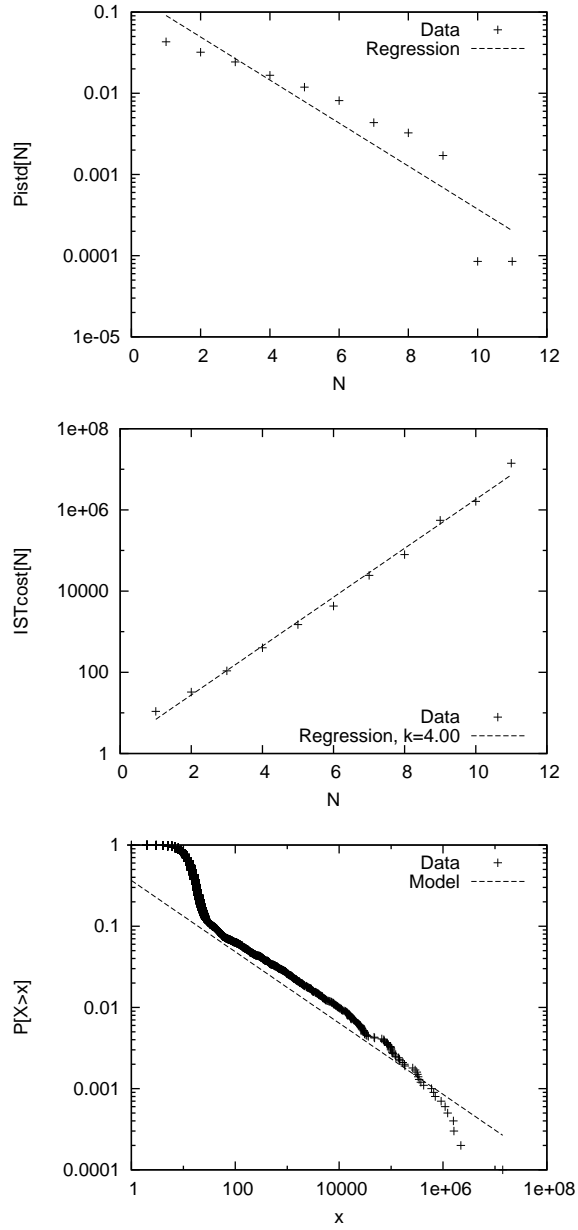 0.1
0.01
0.001
0.0001
1e-05
Pistd[N]
Data
Regression
0 2 4 6 8 10 12
N
1e+08
1e+06
10000
100
1
ISTcost[N]
Data
Regression, k=4.00
0 2 4 6 8 10 12
N
1
0.1
0.01
0.001
0.0001
P[X>x]
Data
Model
1 100 10000 1e+06 1e+08
x